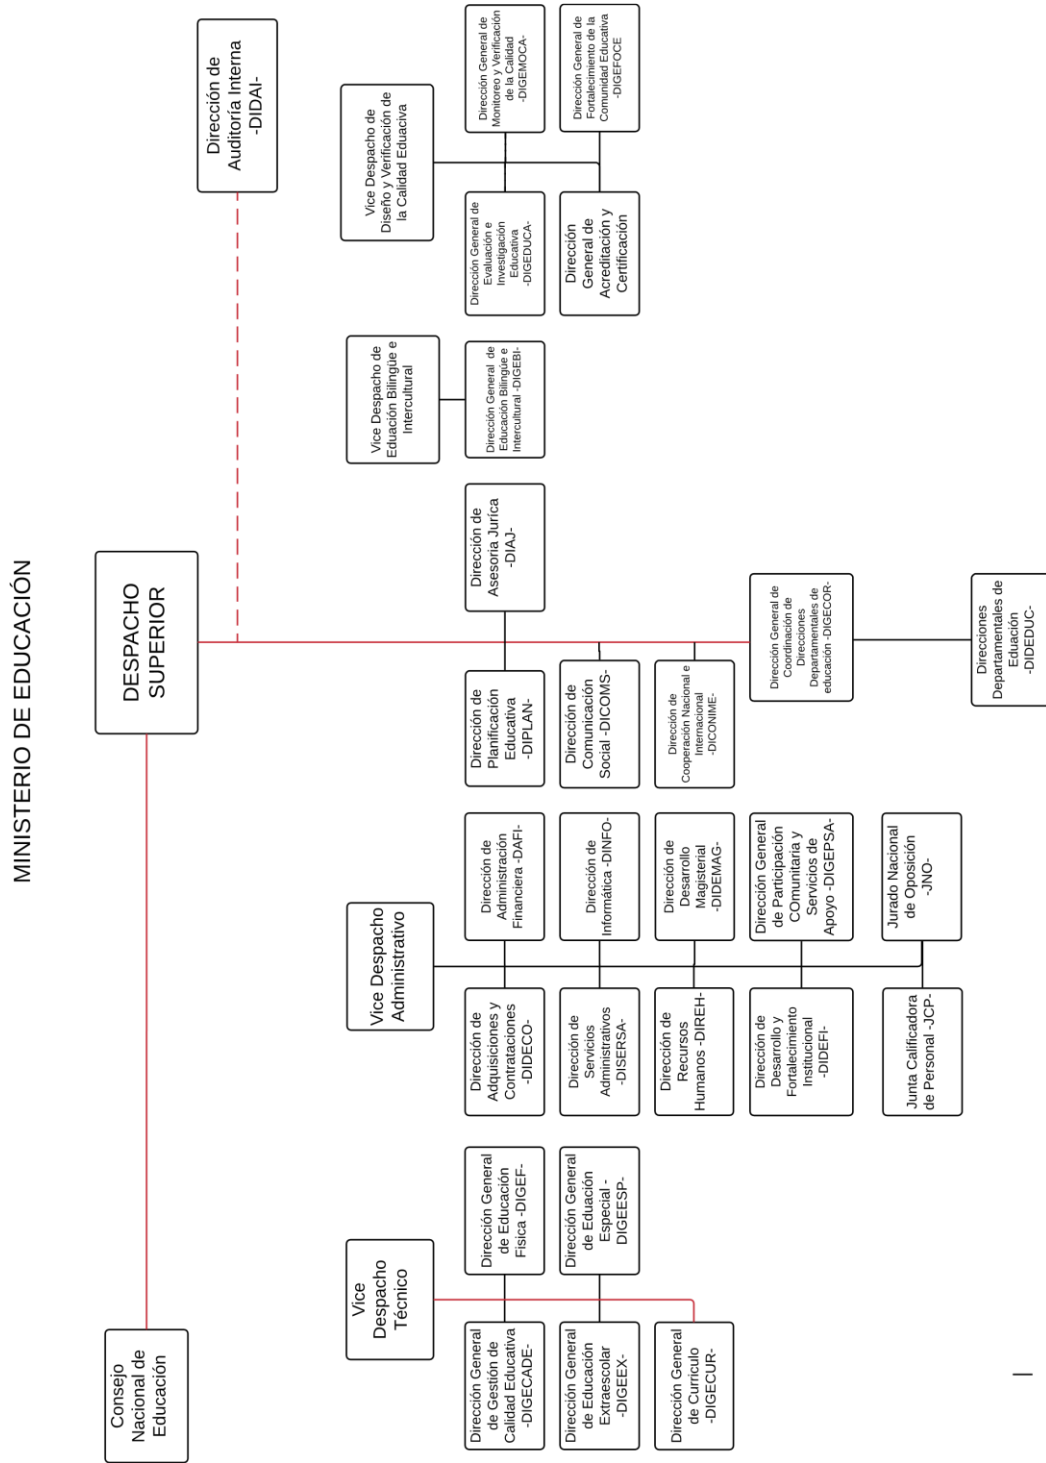 MINISTERIO DE EDUCACIÓN
Consejo
Nacional de
Educación
DESPACHO
SUPERIOR
Dirección de
Auditoría Interna
-DIDAI-
Vice
Despacho
Técnico
Vice Despacho
Administrativo
Vice Despacho de
Eduación Bilingüe e
Intercultural
Vice Despacho de
Diseño y Verificación de
la Calidad Eduaciva
Dirección General
de Gestión de
Calidad Educativa
-DIGECADE-
Dirección General
de Educación
Fisica -DIGEF-
Dirección de
Adquisiciones y
Contrataciones
-DIDECO-
Dirección de
Administración
Financiera -DAFI-
Dirección de
Planificación
Educativa
-DIPLAN-
Dirección de
Asesoria Juríca
-DIAJ-
Dirección General de
Educación Bilingüe e
Intercultural -DIGEBI-
Dirección General de
Evaluación e
Investigación
Educativa
-DIGEDUCA-
Dirección General de
Monitoreo y Verificación
de la Calidad
-DIGEMOCA-
Dirección General
de Educación
Extraescolar
-DIGEEX-
Dirección General
de Eduación
Especial -
DIGEESP-
Dirección de
Servicios
Administrativos
-DISERSA-
Dirección de
Informática -DINFO-
Dirección de
Comunicación
Social -DICOMS-
Dirección
General de
Acreditación y
Certificación
Dirección General de
Fortalecimiento de la
Comunidad Educativa
-DIGEFOCE
Dirección General
de Curriculo
-DIGECUR-
Dirección de
Recursos
Humanos -DIREH-
Dirección de
Desarrollo
Magisterial
-DIDEMAG-
Dirección de
Cooperación Nacional e
Internacional
-DICONIME-
Dirección de
Desarrollo y
Fortalecimiento
Institucional
-DIDEFI-
Dirección General
de Participación
COmunitaria y
Servicios de
Apoyo -DIGEPSA-
Dirección General de
Coordinación de
Direcciones
Departamentales de
educación -DIGECOR-
Junta Calificadora
de Personal -JCP-
Jurado Nacional
de Oposición
-JNO-
Direcciones
Departamentales de
Eduación
-DIDEDUC-